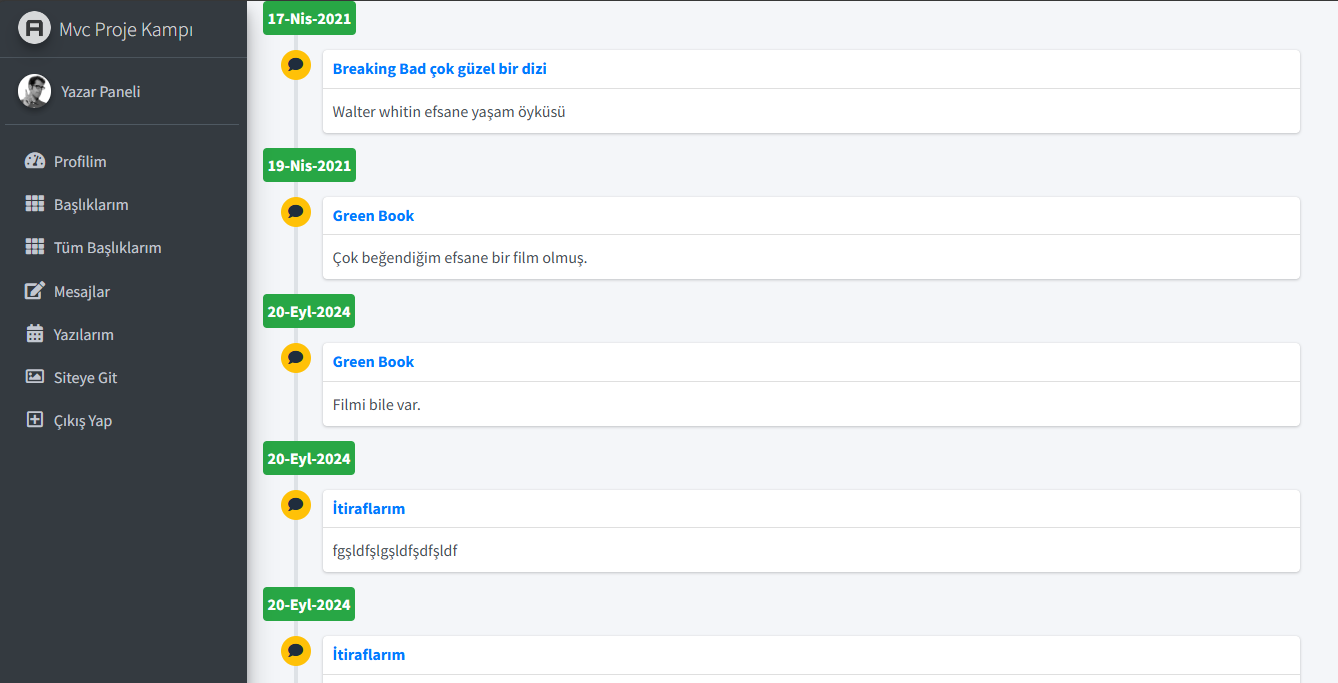 Mvc Proje Kampı
Yazar Paneli
Profilim
Başlıklarım
Tüm Başlıklarım
Mesajlar
Yazılarım
Siteye Git
Çıkış Yap
17-Nis-2021
Breaking Bad çok güzel bir dizi
Walter whitin efsane yaşam öyküsü
19-Nis-2021
Green Book
Çok beğendiğim efsane bir film olmuş.
20-Eyl-2024
Green Book
Filmi bile var.
20-Eyl-2024
İtiraflarım
fgşldfşlgşldfşdfşldf
20-Eyl-2024
İtiraflarım